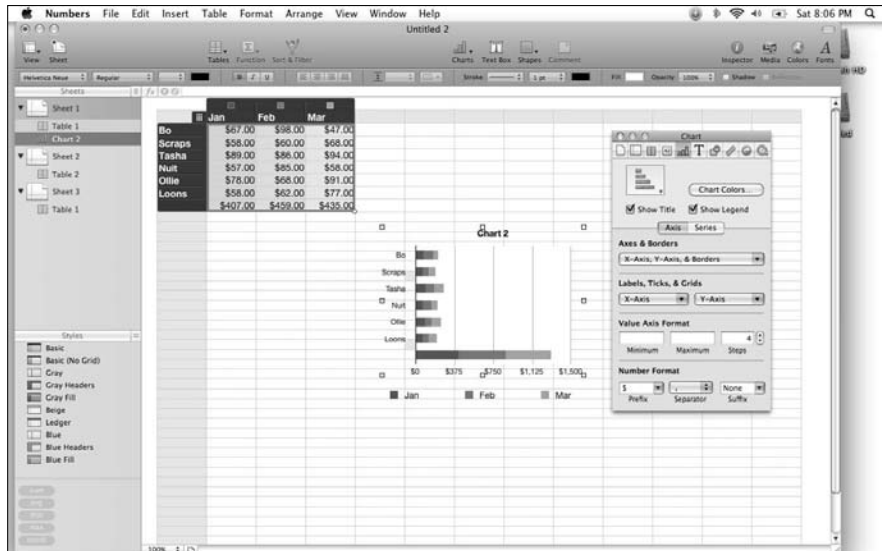 Numbers File Edit Insert Table Format Arrange View Window Help Sat 8:06 PM
Untitled 2
View Sheet Tables Function Sort & Filter Charts Text Box Shapes Comment Inspector Media Colors Fonts
Helvetica Neue Regular B I U Stroke 1 pt Fill Opacity 100% Shadow
Sheets
Sheet 1
Table 1
Chart 2
Sheet 2
Table 2
Sheet 3
Table 1
Jan Feb Mar
Bo $67.00 $98.00 $47.00
Scraps $58.00 $60.00 $68.00
Tasha $89.00 $86.00 $94.00
Nuit $57.00 $85.00 $58.00
Ollie $78.00 $68.00 $91.00
Loons $58.00 $62.00 $77.00
$407.00 $459.00 $435.00
Chart 2
Bo
Scraps
Tasha
Nuit
Ollie
Loons
$0 $375 $750 $1,125 $1,500
Jan Feb Mar
Chart
Chart Colors...
Show Title Show Legend
Axis Series
Axes & Borders
X-Axis, Y-Axis, & Borders
Labels, Ticks, & Grids
X-Axis Y-Axis
Value Axis Format
4
Minimum Maximum Steps
Number Format
$ , None
Prefix Separator Suffix
Styles
Basic
Basic (No Grid)
Gray
Gray Headers
Gray Fill
Beige
Ledger
Blue
Blue Headers
Blue Fill
100%